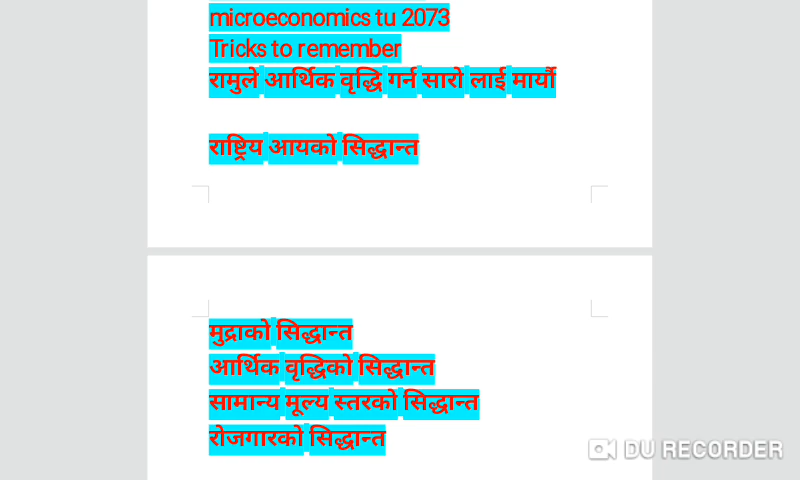 microeconomics tu 2073
Tricks to remember
रामुले आर्थिक वृद्धि गर्न सारो लाई मार्यौ
राष्ट्रिय आयको सिद्धान्त
मुद्राको सिद्धान्त
आर्थिक वृद्धिको सिद्धान्त
सामान्य मूल्य स्तरको सिद्धान्त
रोजगारको सिद्धान्त
DU RECORDER